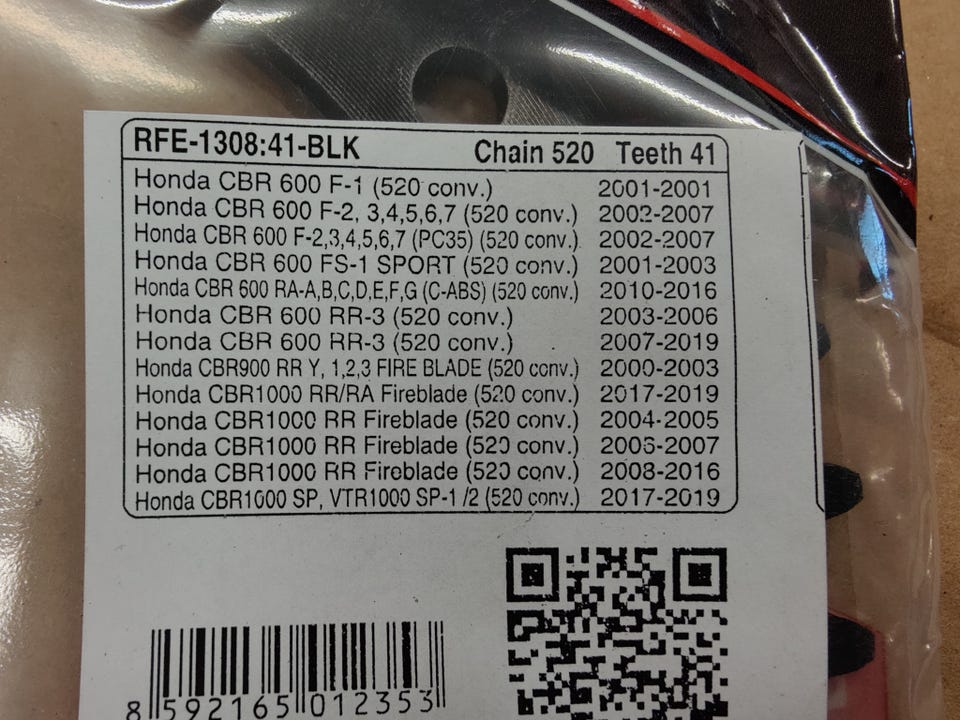 RFE-1308:41-BLK Chain 520 Teeth 41
Honda CBR 600 F-1 (520 conv.) 2001-2001
Honda CBR 600 F-2, 3,4,5,6,7 (520 conv.) 2002-2007
Honda CBR 600 F-2,3,4,5,6,7 (PC35) (520 conv.) 2002-2007
Honda CBR 600 FS-1 SPORT (520 conv.) 2001-2003
Honda CBR 600 RA-A,B,C,D,E,F,G (C-ABS) (520 conv.) 2010-2016
Honda CBR 600 RR-3 (520 conv.) 2003-2006
Honda CBR 600 RR-3 (520 conv.) 2007-2019
Honda CBR900 RR Y, 1,2,3 FIRE BLADE (520 conv.) 2000-2003
Honda CBR1000 RR/RA Fireblade (520 conv.) 2017-2019
Honda CBR1000 RR Fireblade (520 conv.) 2004-2005
Honda CBR1000 RR Fireblade (520 conv.) 2006-2007
Honda CBR1000 RR Fireblade (520 conv.) 2008-2016
Honda CBR1000 SP, VTR1000 SP-1 /2 (520 conv.) 2017-2019
8 592165 012353